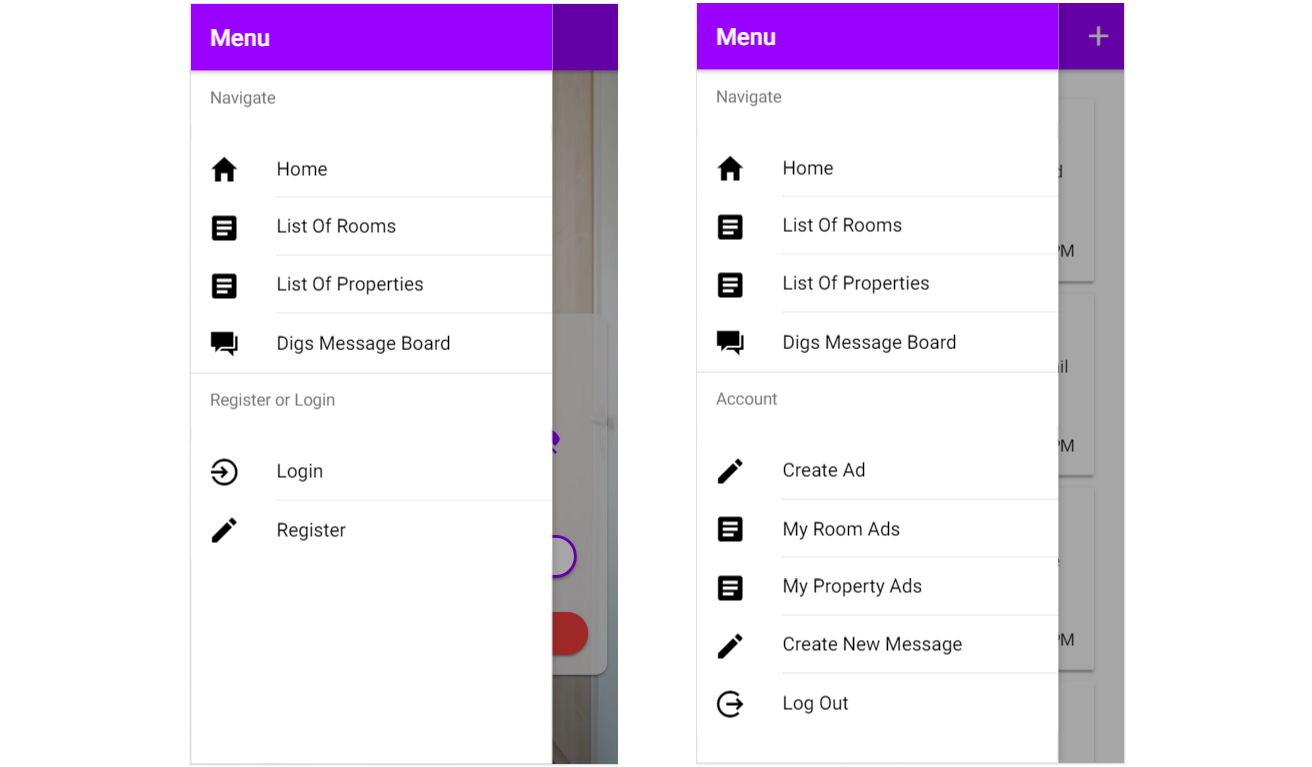 Menu
Navigate
Home
List Of Rooms
List Of Properties
Digs Message Board
Register or Login
Login
Register
Menu
Navigate
Home
List Of Rooms
List Of Properties
Digs Message Board
Account
Create Ad
My Room Ads
My Property Ads
Create New Message
Log Out